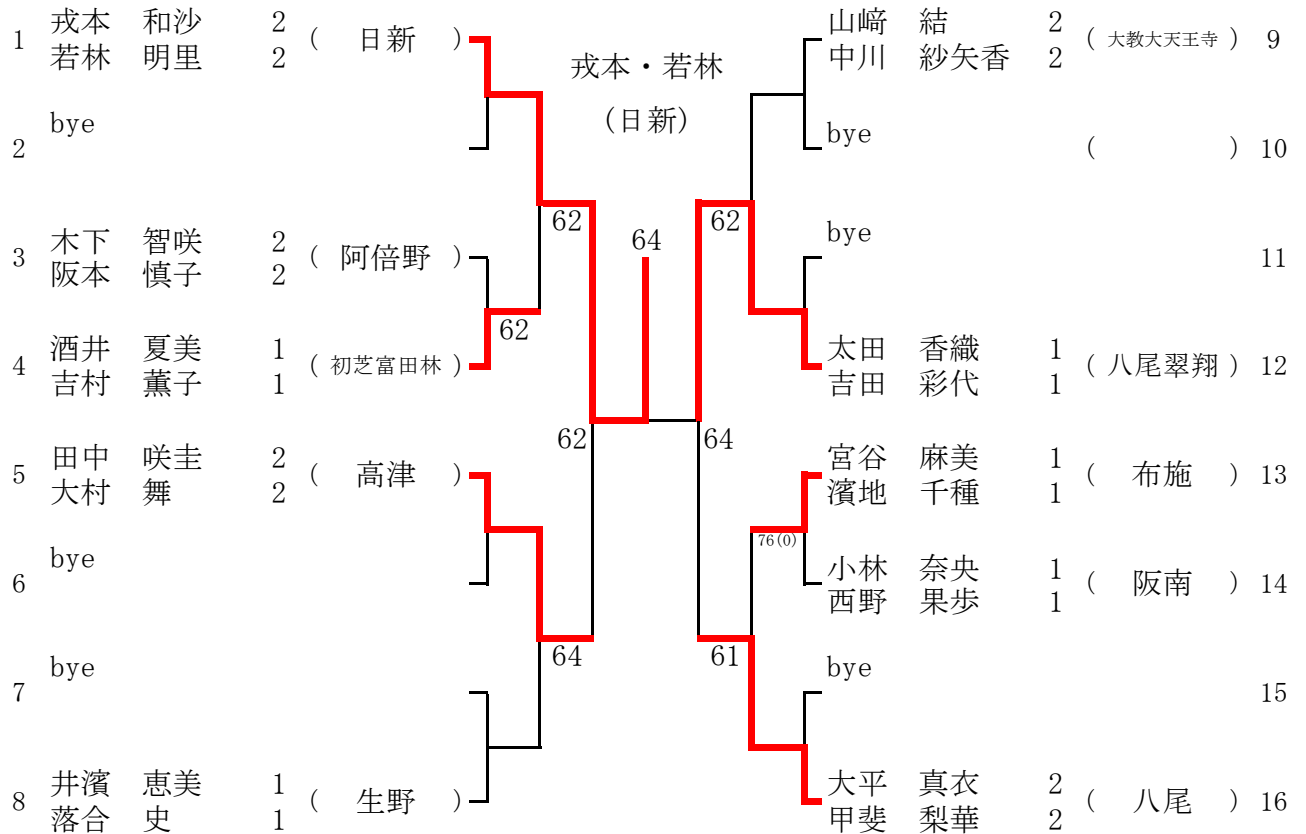 1 戎本 和沙 2 ( 日新 )
若林 明里 2
2 bye
3 木下 智咲 2 ( 阿倍野 )
阪本 慎子 2
4 酒井 夏美 1 ( 初芝富田林 )
吉村 薫子 1
5 田中 咲圭 2 ( 高津 )
大村 舞 2
6 bye
7 bye
8 井濱 恵美 1 ( 生野 )
落合 史 1
62
62
64
62
戎本・若林
(日新)
64
62
64
76(0)
61
山﨑 結 2 ( 大教大天王寺 ) 9
中川 紗矢香 2
bye ( ) 10
bye 11
太田 香織 1 ( 八尾翠翔 ) 12
吉田 彩代 1
宮谷 麻美 1 ( 布施 ) 13
濱地 千種 1
小林 奈央 1 ( 阪南 ) 14
西野 果歩 1
bye 15
大平 真衣 2 ( 八尾 ) 16
甲斐 梨華 2